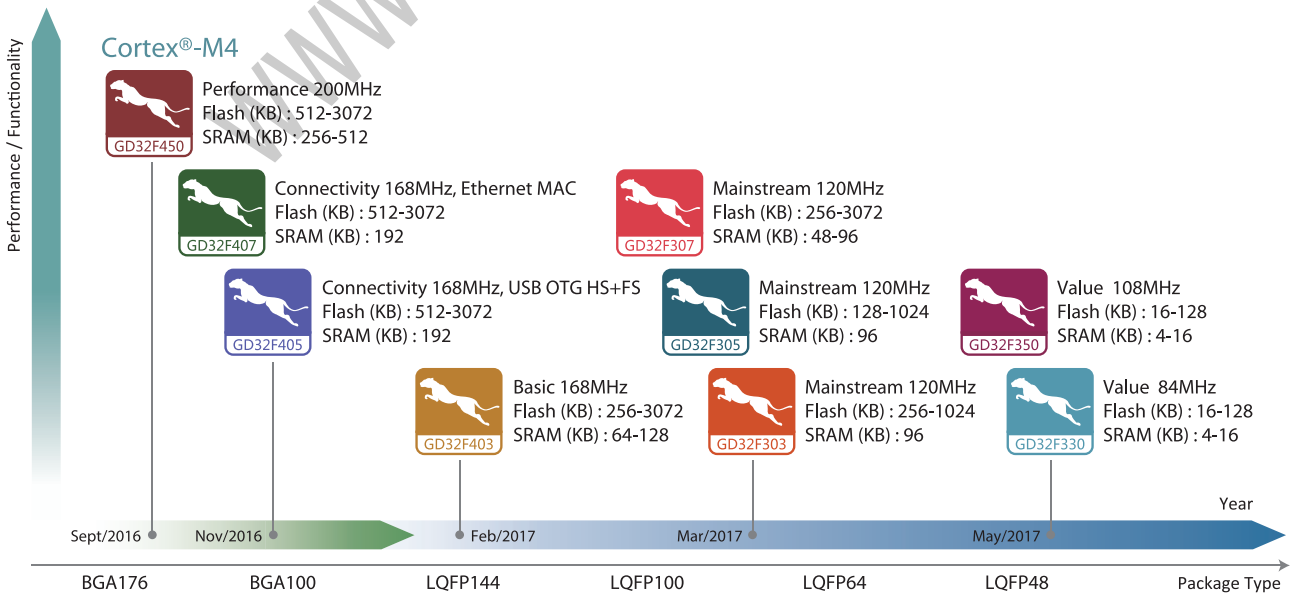 Performance / Functionality
Cortex®-M4
WWW
GD32F450
Performance 200MHz
Flash (KB) : 512-3072
SRAM (KB) : 256-512
GD32F407
Connectivity 168MHz, Ethernet MAC
Flash (KB) : 512-3072
SRAM (KB) : 192
GD32F307
Mainstream 120MHz
Flash (KB) : 256-3072
SRAM (KB) : 48-96
GD32F405
Connectivity 168MHz, USB OTG HS+FS
Flash (KB) : 512-3072
SRAM (KB) : 192
GD32F305
Mainstream 120MHz
Flash (KB) : 128-1024
SRAM (KB) : 96
GD32F350
Value 108MHz
Flash (KB) : 16-128
SRAM (KB) : 4-16
GD32F403
Basic 168MHz
Flash (KB) : 256-3072
SRAM (KB) : 64-128
GD32F303
Mainstream 120MHz
Flash (KB) : 256-1024
SRAM (KB) : 96
GD32F330
Value 84MHz
Flash (KB) : 16-128
SRAM (KB) : 4-16
Year
Sept/2016
Nov/2016
Feb/2017
Mar/2017
May/2017
BGA176
BGA100
LQFP144
LQFP100
LQFP64
LQFP48
Package Type